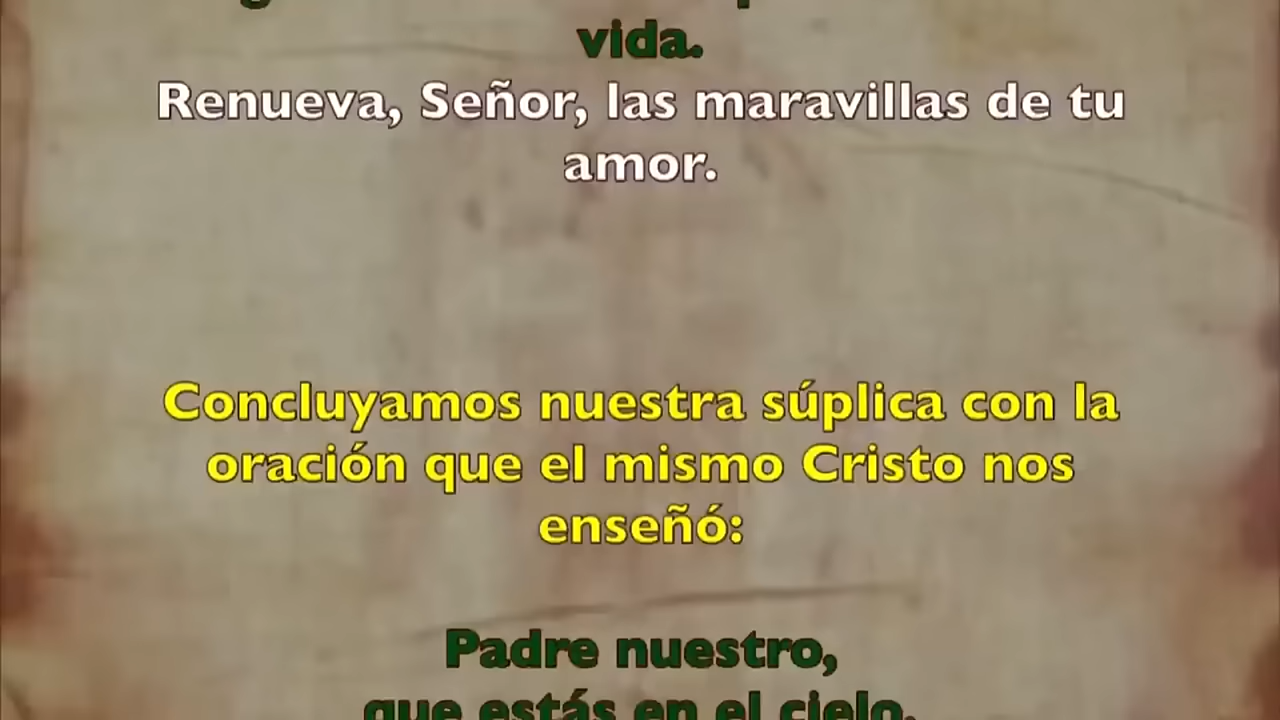 vida.
Renueva, Señor, las maravillas de tu
amor.
Concluyamos nuestra súplica con la
oración que el mismo Cristo nos
enseñó:
Padre nuestro,
que estás en el cielo,